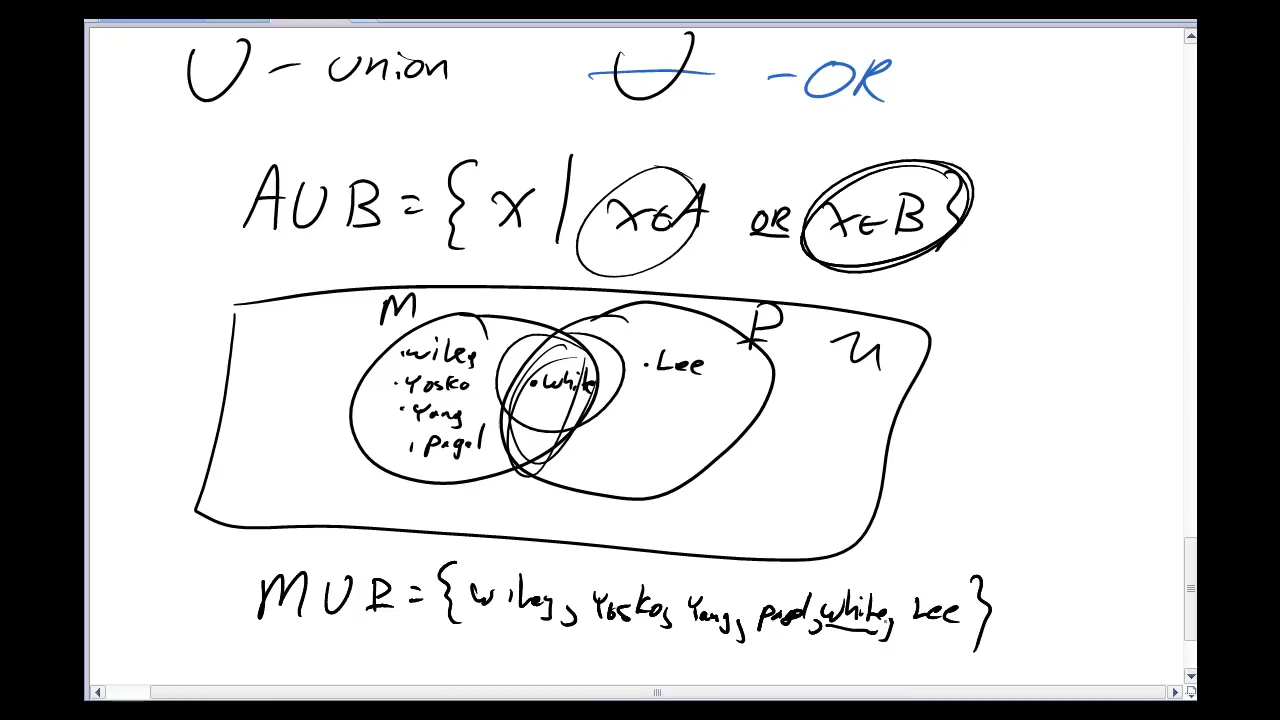 U - union U - OR
A U B = { x | x ∈ A OR x ∈ B }
M P
U
.wiley
.Yosko .White .Lee
.Yang
.pagel
M U P = { wiley, Yosko, Yang, pagel, white, Lee }